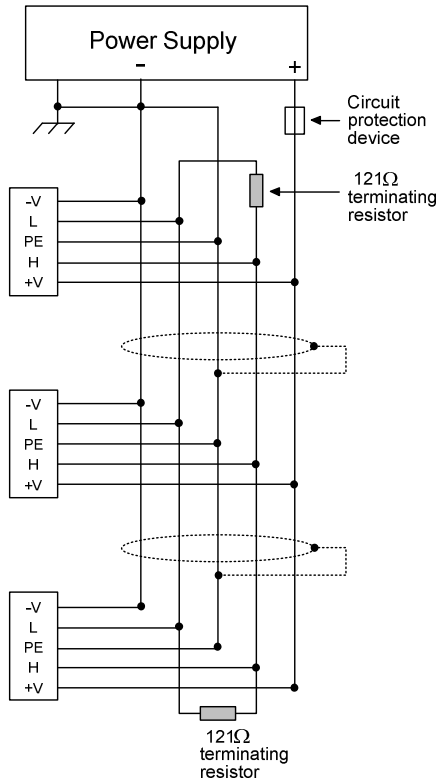 Power Supply
-
+
Circuit
protection
device
121Ω
terminating
resistor
-V
L
PE
H
+V
-V
L
PE
H
+V
-V
L
PE
H
+V
121Ω
terminating
resistor